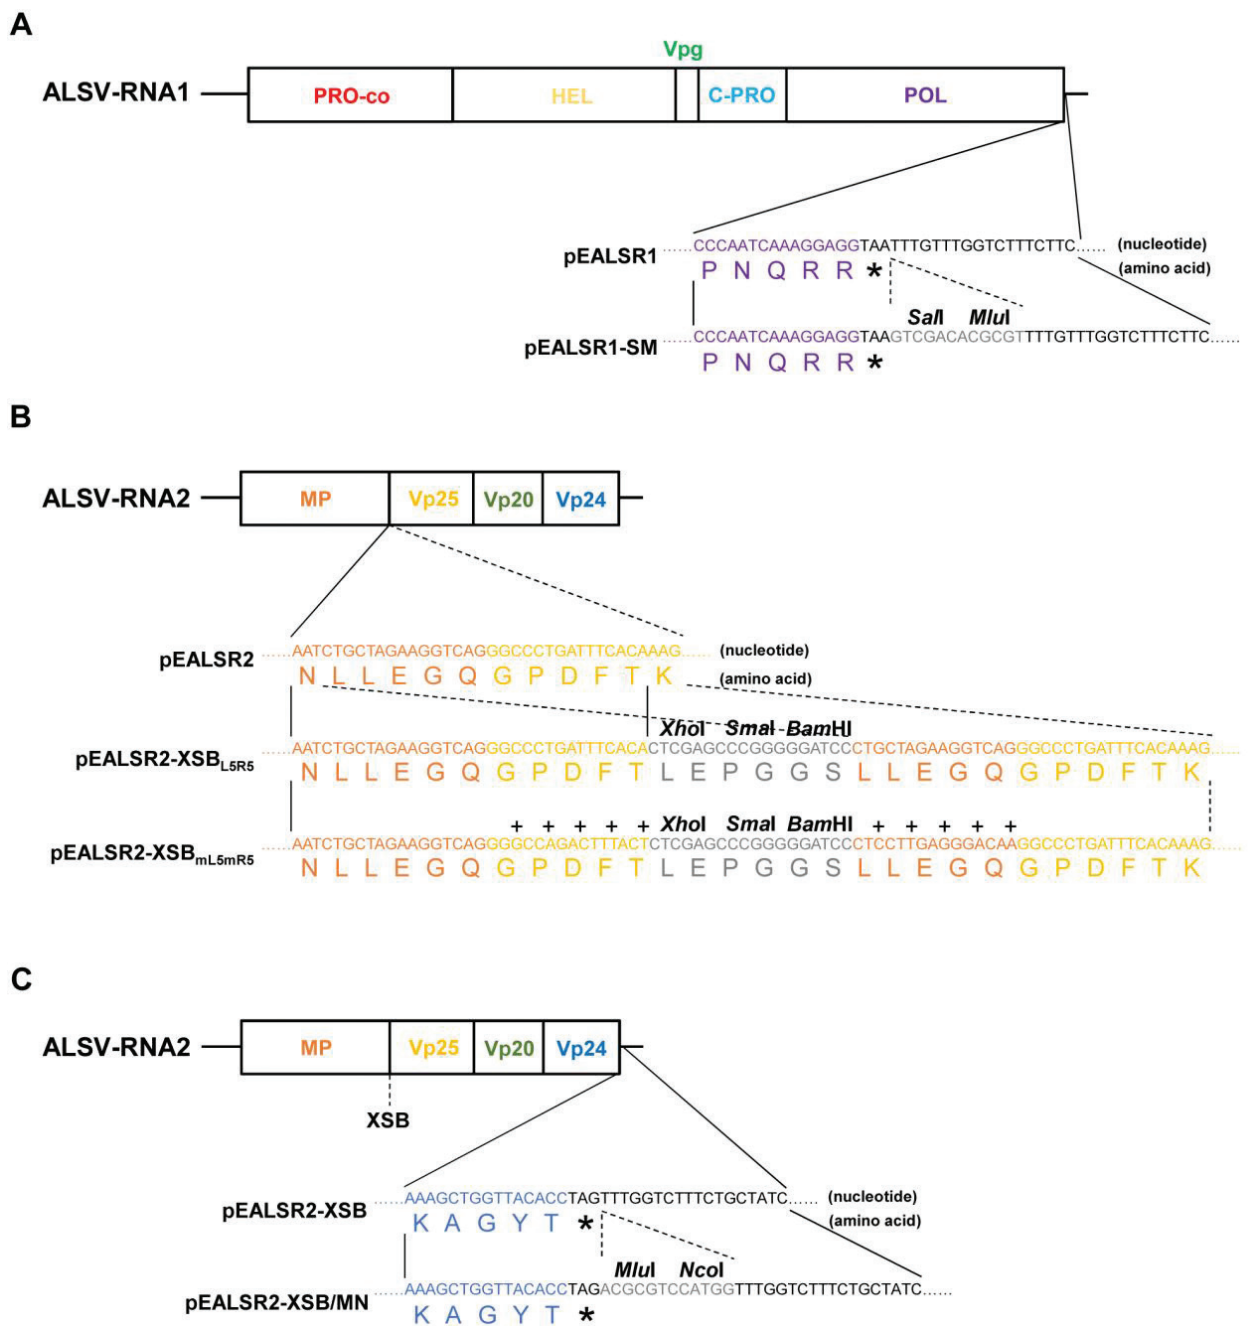 A
Vpg
ALSV-RNA1 PRO-co HEL C-PRO POL
pEALSR1 ......CCCAATCAAAGGAGGTAATTTGTTTGGTCTTTCTTC...... (nucleotide)
P N Q R R * (amino acid)
SalI MluI
pEALSR1-SM ......CCCAATCAAAGGAGGTAAGTCGACACGCGTTTTGTTTGGTCTTTCTTC......
P N Q R R *
B
ALSV-RNA2 MP Vp25 Vp20 Vp24
pEALSR2 ......AATCTGCTAGAAGGTCAGGGCCCTGATTTCACAAAG...... (nucleotide)
N L L E G Q G P D F T K (amino acid)
XhoI SmaI BamHI
pEALSR2-XSBL5R5 ......AATCTGCTAGAAGGTCAGGGCCCTGATTTCACACTCGAGCCCGGGGGATCCCTGCTAGAAGGTCAGGGCCCTGATTTCACAAAG......
N L L E G Q G P D F T L E P G G S L L E G Q G P D F T K
+ + + + + XhoI SmaI BamHI + + + + +
pEALSR2-XSBmL5mR5 ......AATCTGCTAGAAGGTCAGGGGCCAGACTTTACTCTCGAGCCCGGGGGATCCCTCCTTGAGGGACAAGGCCCTGATTTCACAAAG......
N L L E G Q G P D F T L E P G G S L L E G Q G P D F T K
C
ALSV-RNA2 MP Vp25 Vp20 Vp24
XSB
pEALSR2-XSB ......AAAGCTGGTTACACCTAGTTTGGTCTTTCTGCTATC...... (nucleotide)
K A G Y T * (amino acid)
MluI NcoI
pEALSR2-XSB/MN ......AAAGCTGGTTACACCTAGACGCGTCCATGGTTTGGTCTTTCTGCTATC......
K A G Y T *